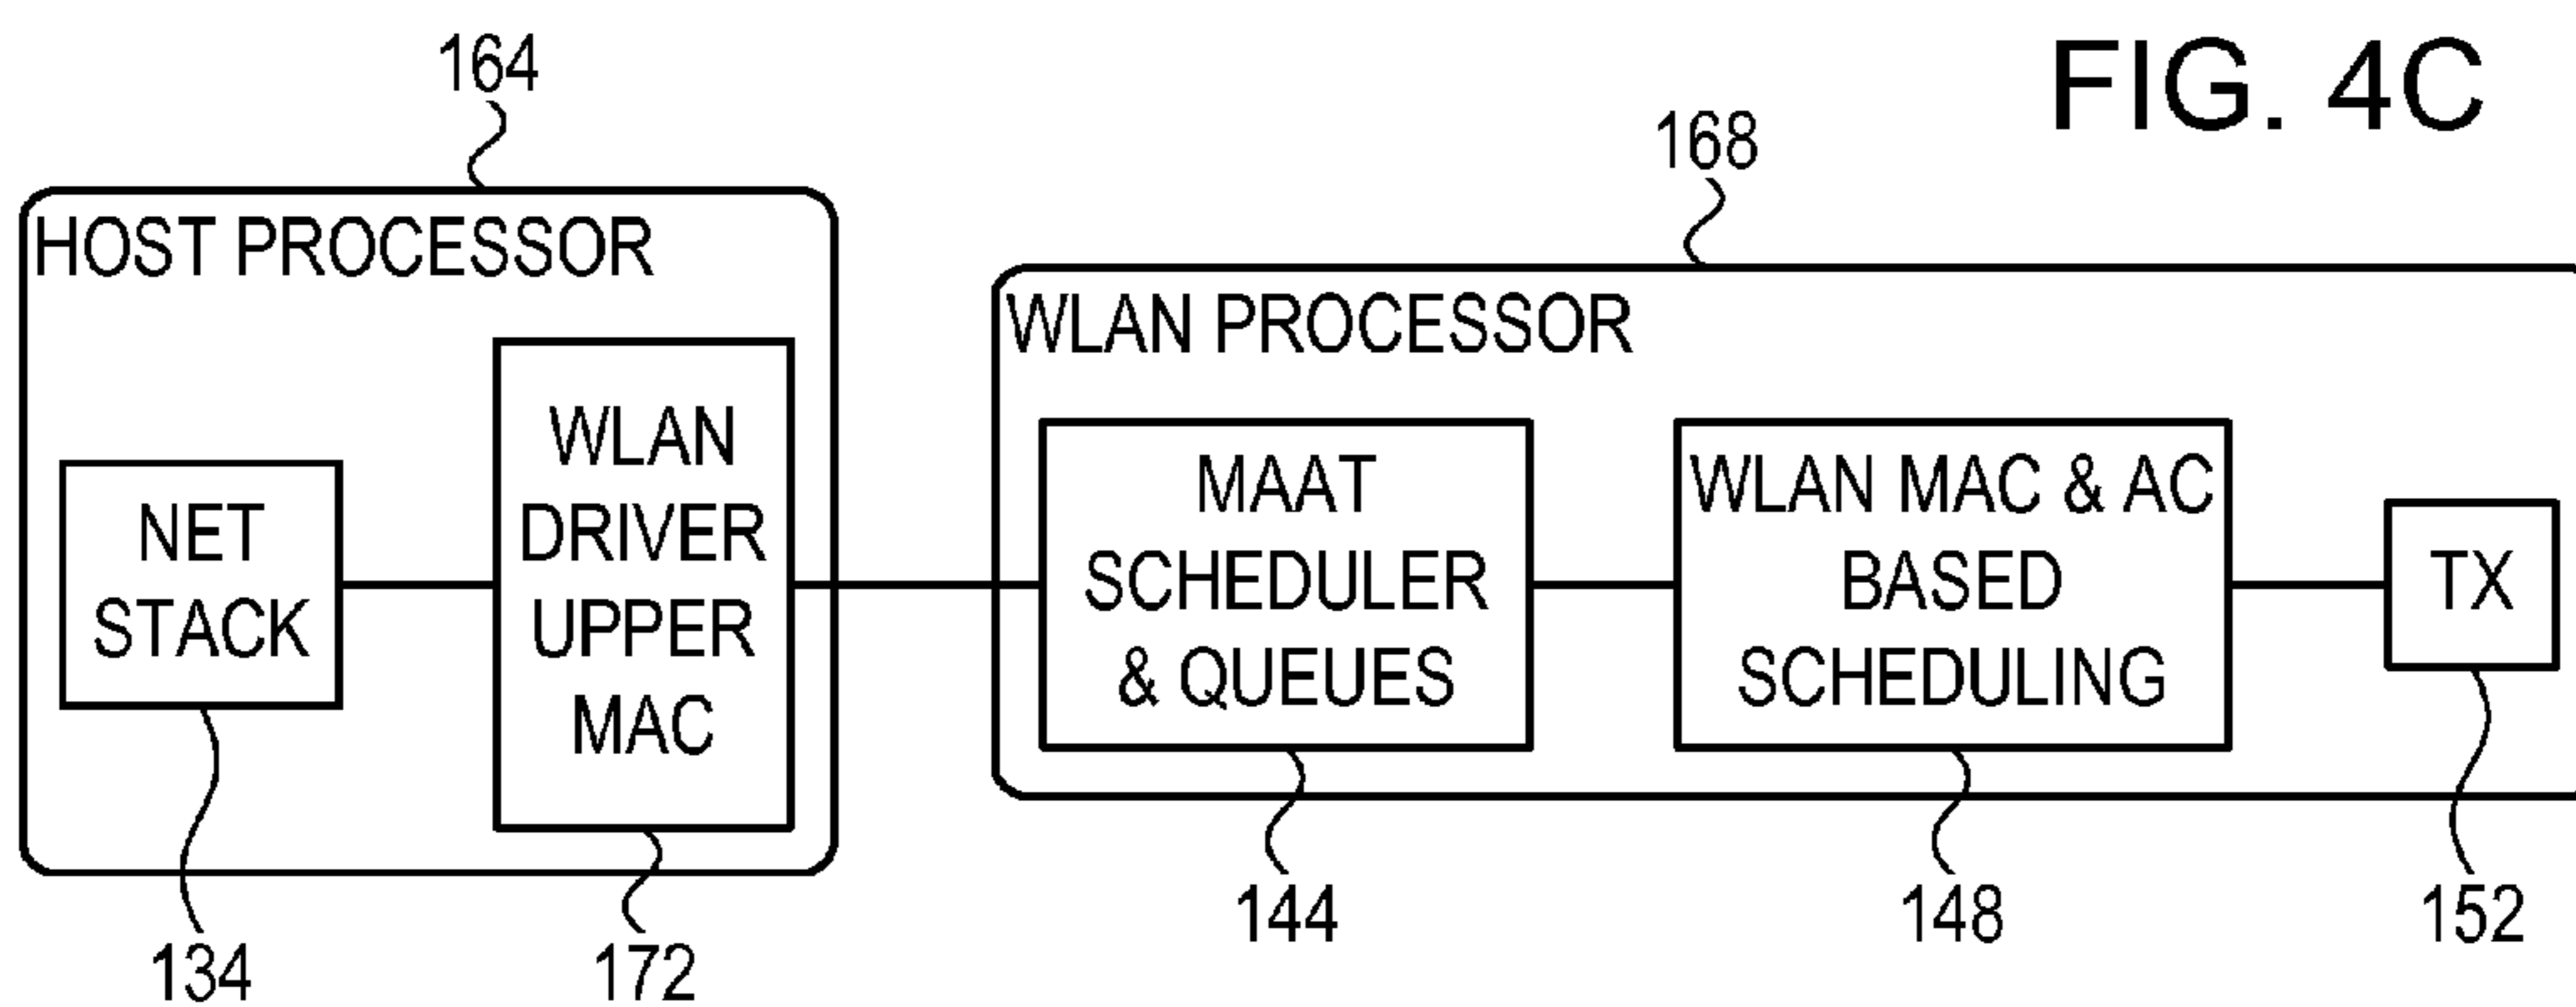 FIG. 4C
164
168
HOST PROCESSOR
WLAN PROCESSOR
NET
STACK
WLAN
DRIVER
UPPER
MAC
MAAT
SCHEDULER
& QUEUES
WLAN MAC & AC
BASED
SCHEDULING
TX
134
172
144
148
152